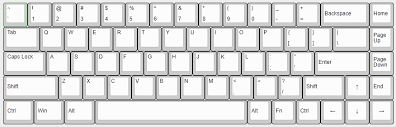 ~ ! @ # $ % ^ & * ( ) _ + Backspace Home
` 1 2 3 4 5 6 7 8 9 0 - =
Tab Q W E R T Y U I O P { } | Page
[ ] \ Up
Caps Lock A S D F G H J K L : " Enter Page
; ' Down
Shift Z X C V B N M < > ? Shift ↑ End
, . /
Ctrl Win Alt Alt Fn Ctrl ← ↓ →